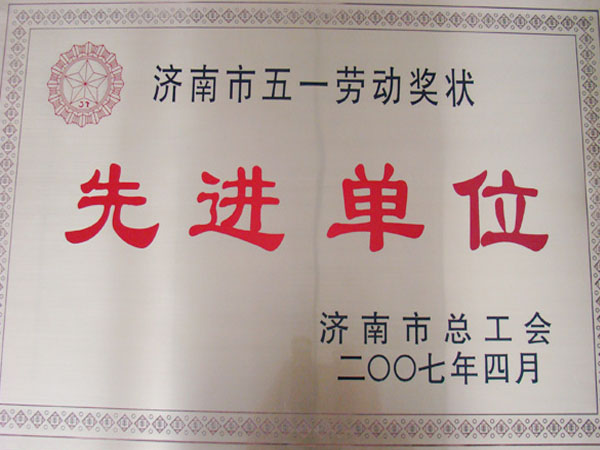 济南市五一劳动奖状
先进单位
济南市总工会
二〇〇七年四月